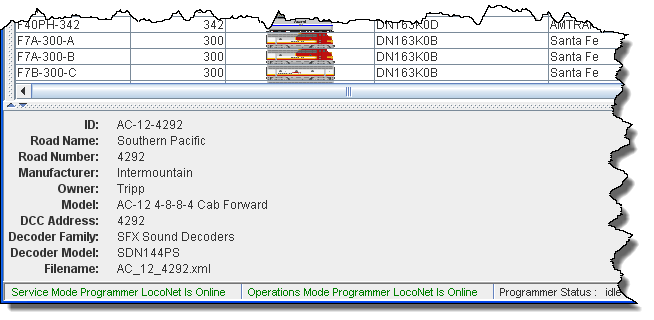 F40PH-342 342 DN163K0D AMTRA
F7A-300-A 300 DN163K0B Santa Fe
F7A-300-B 300 DN163K0B Santa Fe
F7B-300-C 300 DN163K0B Santa Fe
ID: AC-12-4292
Road Name: Southern Pacific
Road Number: 4292
Manufacturer: Intermountain
Owner: Tripp
Model: AC-12 4-8-8-4 Cab Forward
DCC Address: 4292
Decoder Family: SFX Sound Decoders
Decoder Model: SDN144PS
Filename: AC_12_4292.xml
Service Mode Programmer LocoNet Is Online Operations Mode Programmer LocoNet Is Online Programmer Status : idle